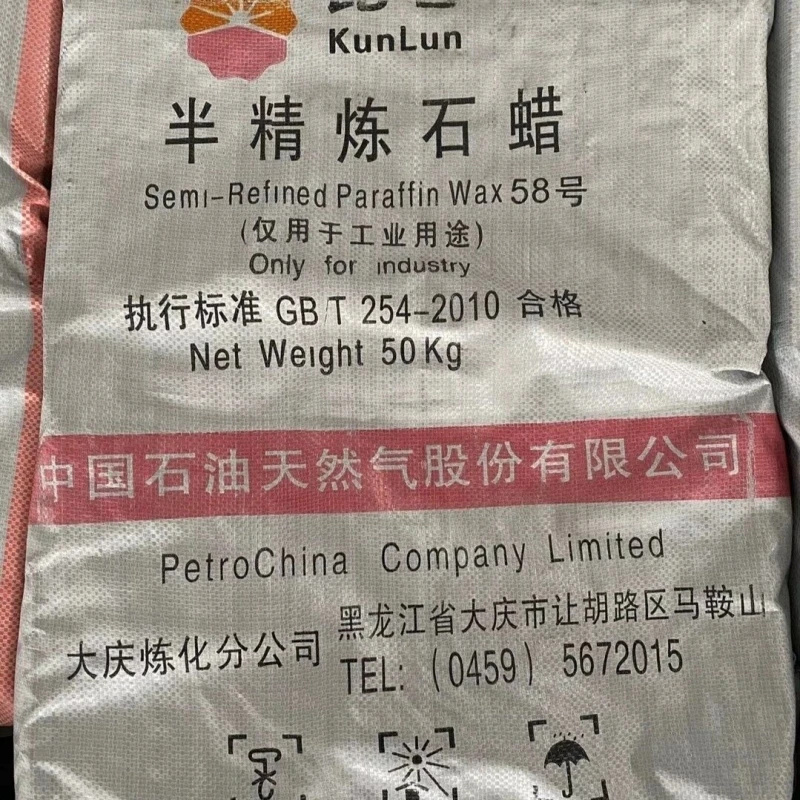 KunLun
半精炼石蜡
Semi-Refined Paraffin Wax 58号
(仅用于工业用途)
Only for industry
执行标准 GB/T 254-2010 合格
Net Weight 50Kg
中国石油天然气股份有限公司
PetroChina Company Limited
大庆炼化分公司
黑龙江省大庆市让胡路区马鞍山
TEL: (0459) 5672015